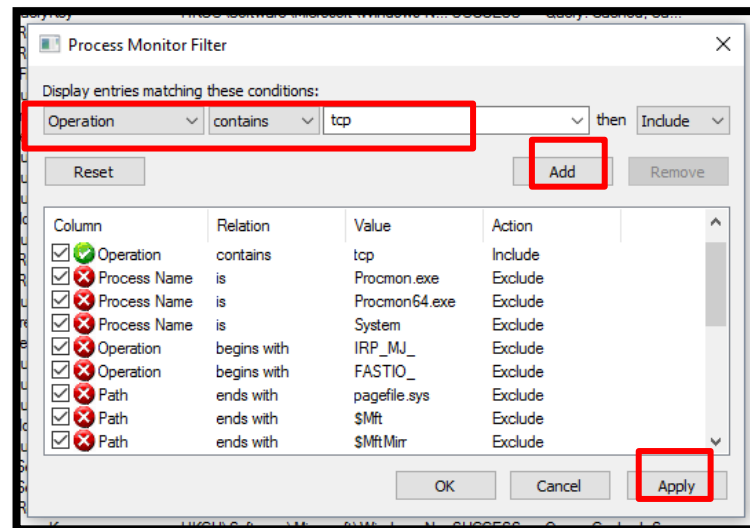 Process Monitor Filter
Display entries matching these conditions:
Operation contains tcp then Include
Reset Add Remove
Column Relation Value Action
Operation contains tcp Include
Process Name is Procmon.exe Exclude
Process Name is Procmon64.exe Exclude
Process Name is System Exclude
Operation begins with IRP_MJ_ Exclude
Operation begins with FASTIO_ Exclude
Path ends with pagefile.sys Exclude
Path ends with $Mft Exclude
Path ends with $MftMirr Exclude
OK Cancel Apply